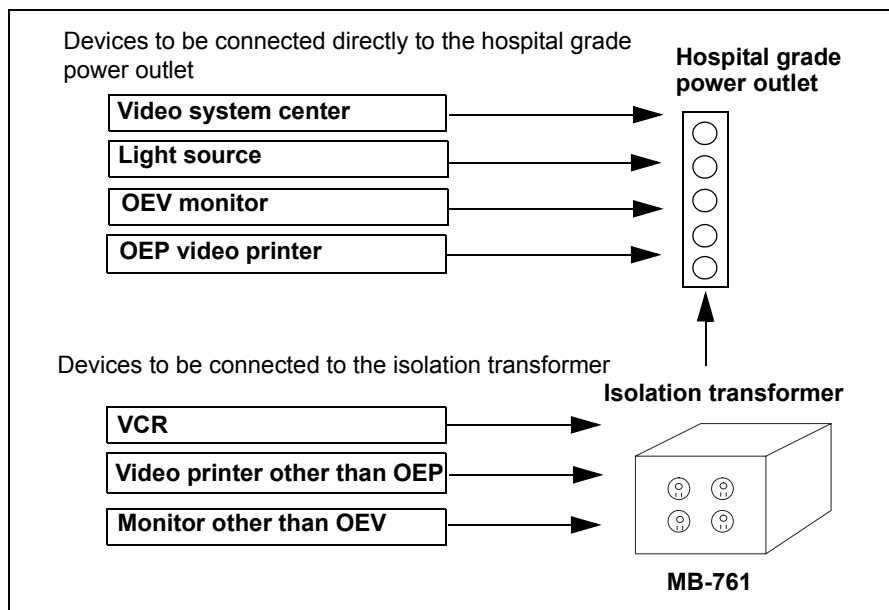 Devices to be connected directly to the hospital grade
power outlet
Hospital grade
power outlet
Video system center
Light source
OEV monitor
OEP video printer
Devices to be connected to the isolation transformer
Isolation transformer
VCR
Video printer other than OEP
Monitor other than OEV
MB-761